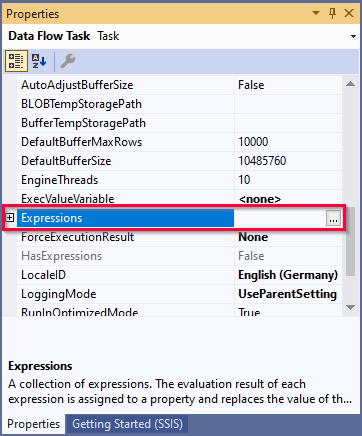 Properties
Data Flow Task Task
AutoAdjustBufferSize False
BLOBTempStoragePath
BufferTempStoragePath
DefaultBufferMaxRows 10000
DefaultBufferSize 10485760
EngineThreads 10
ExecValueVariable <none>
Expressions ...
ForceExecutionResult None
HasExpressions False
LocaleID English (Germany)
LoggingMode UseParentSetting
RunInOptimizedMode True
Expressions
A collection of expressions. The evaluation result of each
expression is assigned to a property and replaces the value of th...
Properties Getting Started (SSIS)